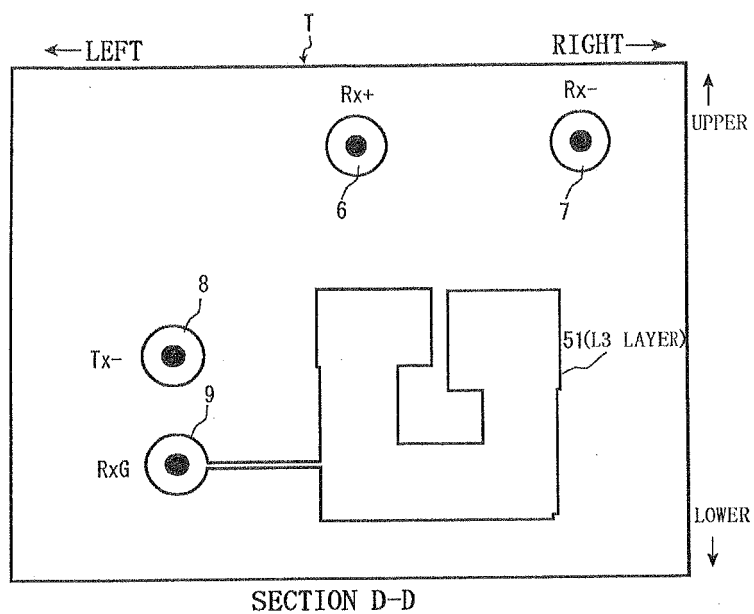 T
←LEFT
RIGHT→
Rx+
Rx-
UPPER
6
7
8
51(L3 LAYER)
Tx-
9
RxG
LOWER
SECTION D-D